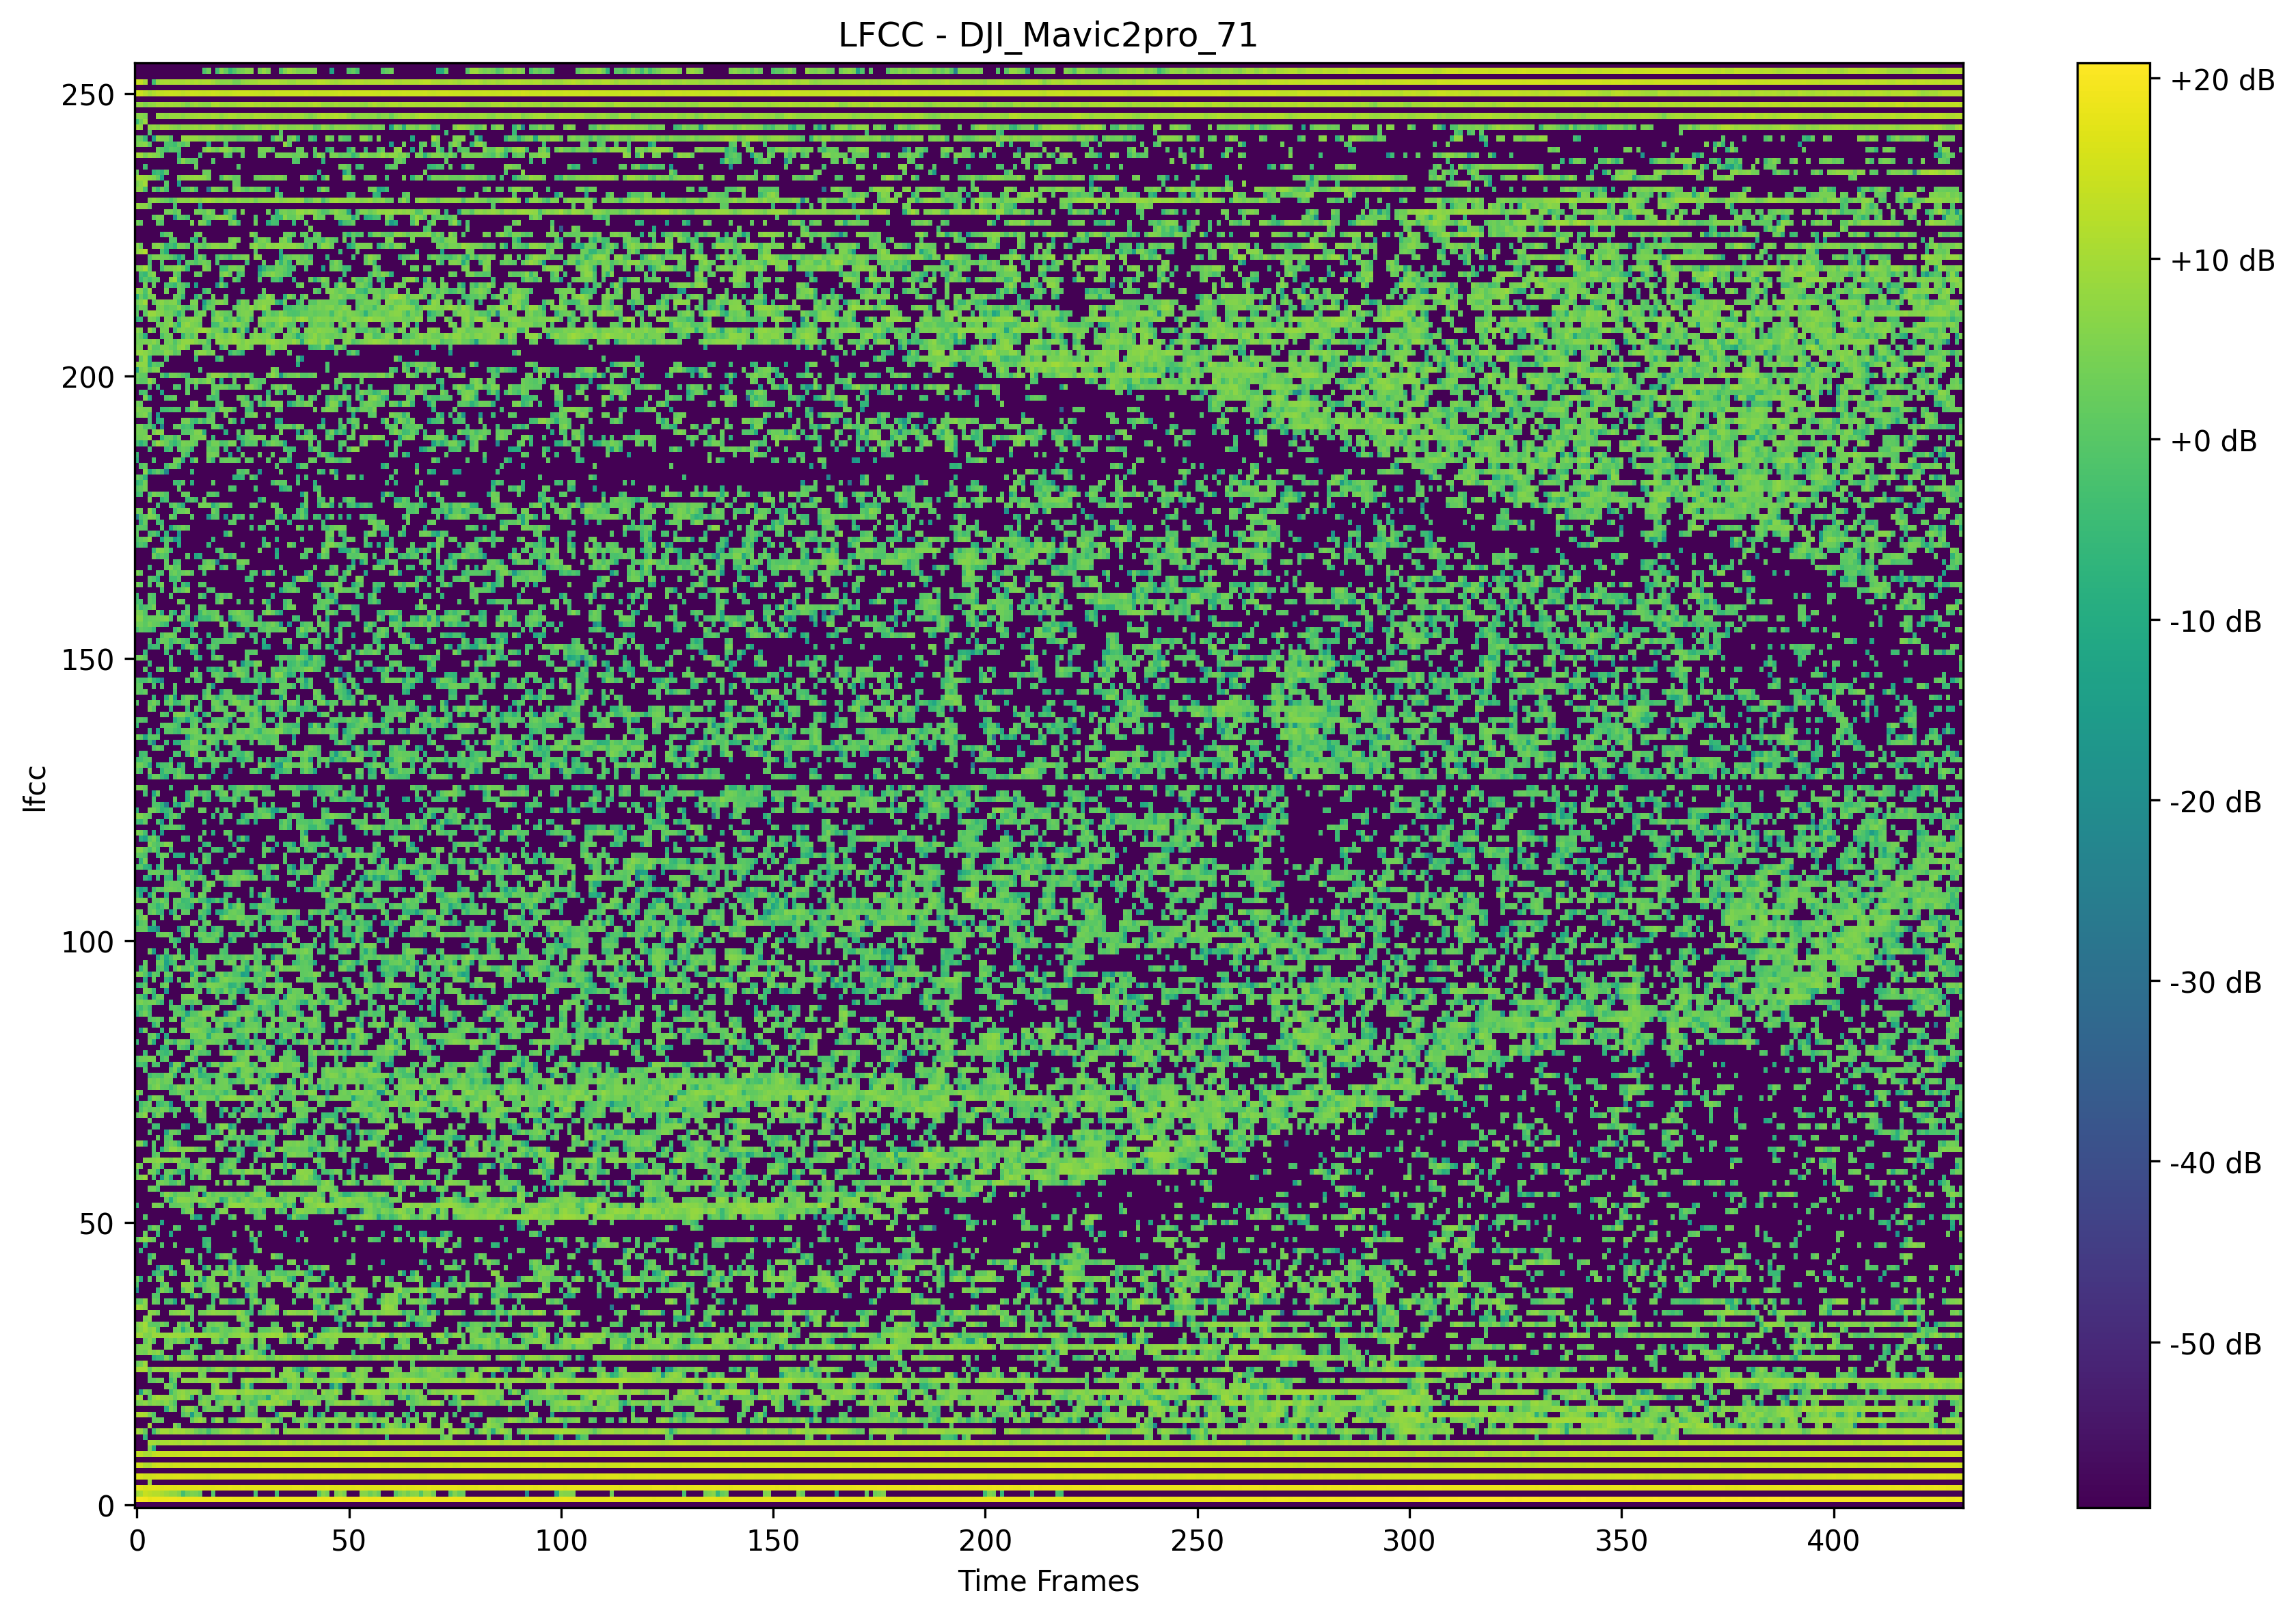 LFCC - DJI_Mavic2pro_71
250
200
150
100
50
0
lfcc
0 50 100 150 200 250 300 350 400
Time Frames
+20 dB
+10 dB
+0 dB
-10 dB
-20 dB
-30 dB
-40 dB
-50 dB